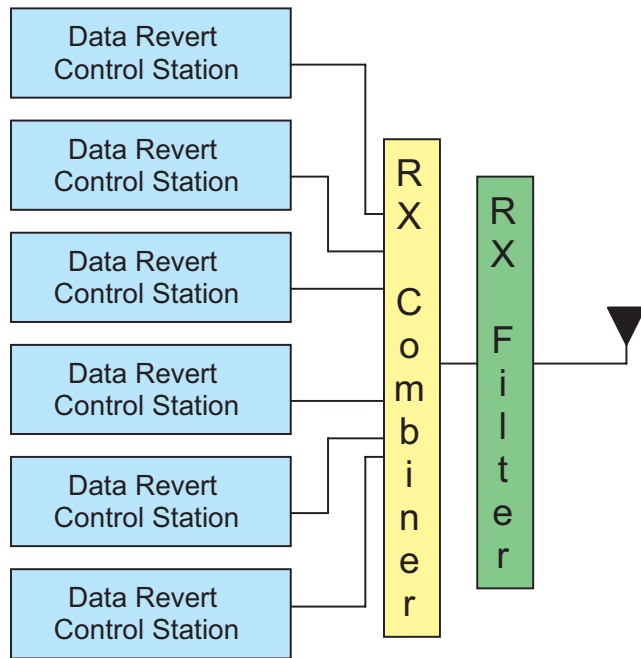 Data Revert
Control Station
Data Revert
Control Station
Data Revert
Control Station
Data Revert
Control Station
Data Revert
Control Station
Data Revert
Control Station
RX Combiner
RX Filter